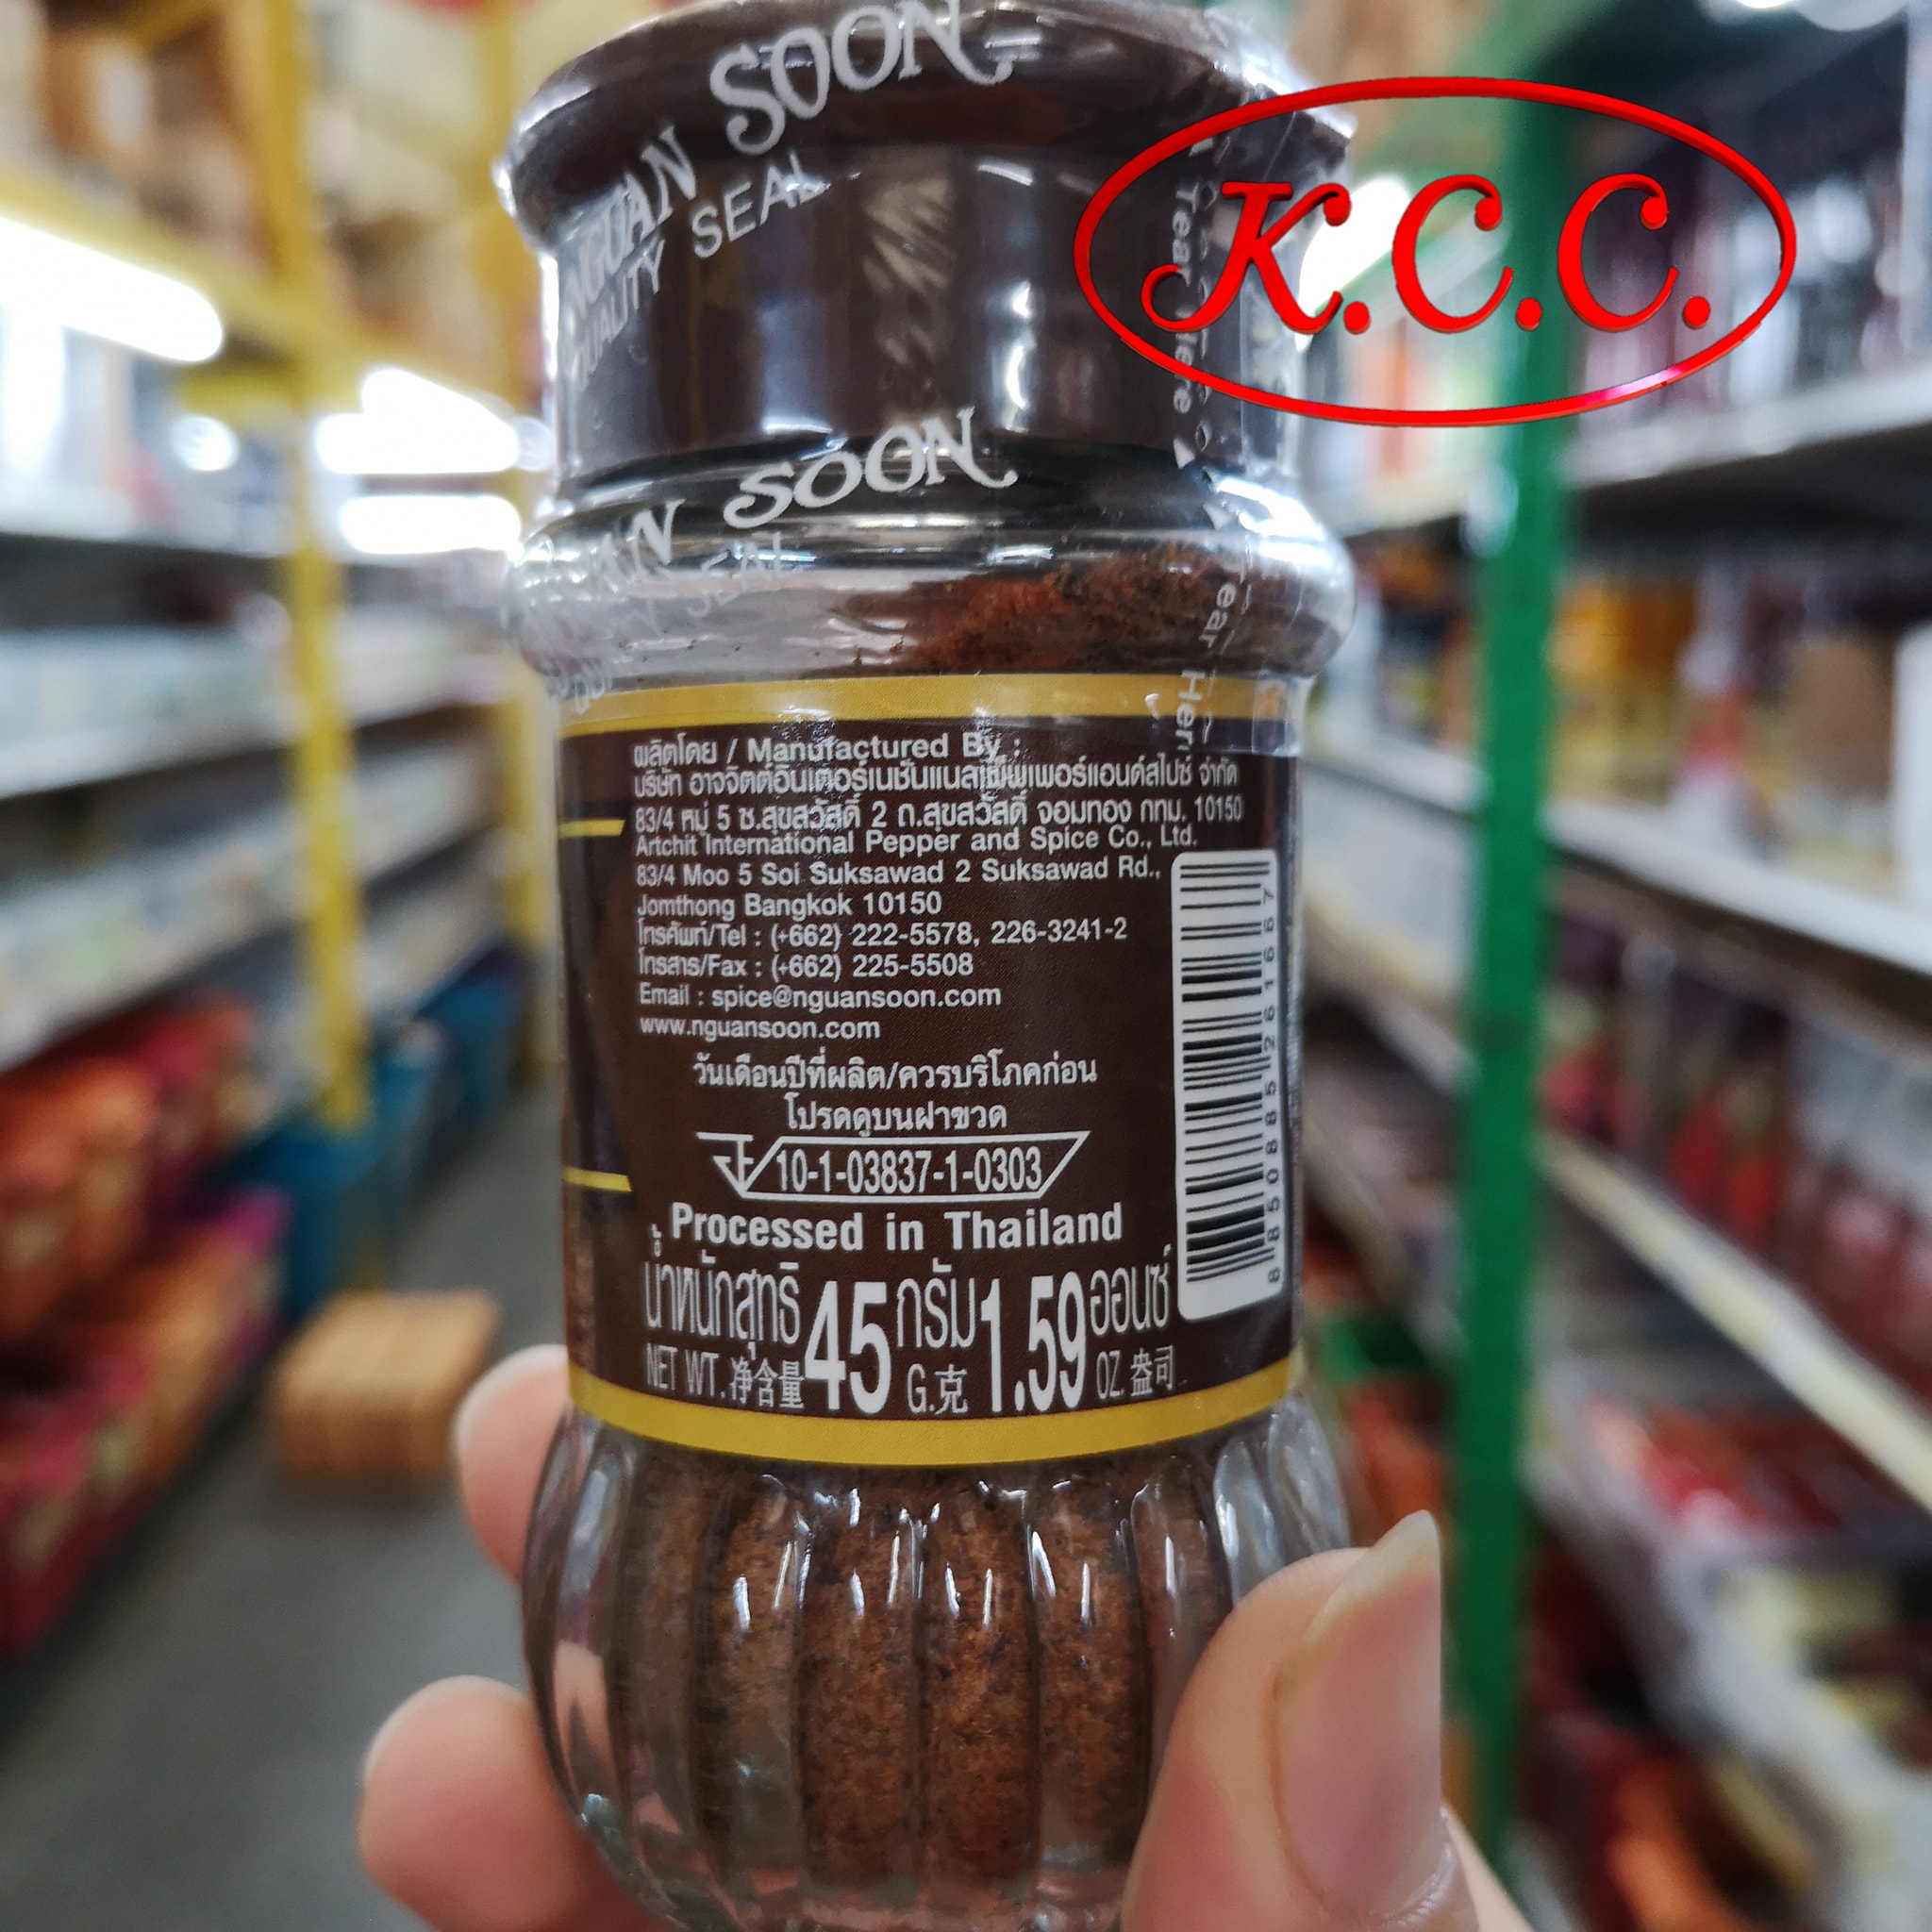 NGUAN SOON
QUALITY SEAL
K.C.C.
Tear Here
SOON
SEAL
Tear Here
ผลิตโดย / Manufactured By :
บริษัท อาจจิตต์อินเตอร์เนชั่นแนลเป็พเพอร์แอนด์สไปซ์ จำกัด
83/4 หมู่ 5 ซ.สุขสวัสดิ์ 2 ถ.สุขสวัสดิ์ จอมทอง กทม. 10150
Artchit International Pepper and Spice Co., Ltd.
83/4 Moo 5 Soi Suksawad 2 Suksawad Rd.,
Jomthong Bangkok 10150
โทรศัพท์/Tel : (+662) 222-5578, 226-3241-2
โทรสาร/Fax : (+662) 225-5508
Email : spice@nguansoon.com
www.nguansoon.com
วันเดือนปีที่ผลิต/ควรบริโภคก่อน
โปรดดูบนฝาขวด
10-1-03837-1-0303
Processed in Thailand
น้ำหนักสุทธิ 45 กรัม 1.59 ออนซ์
NET WT. 净含量 G.克 OZ. 盎司
8850885261667